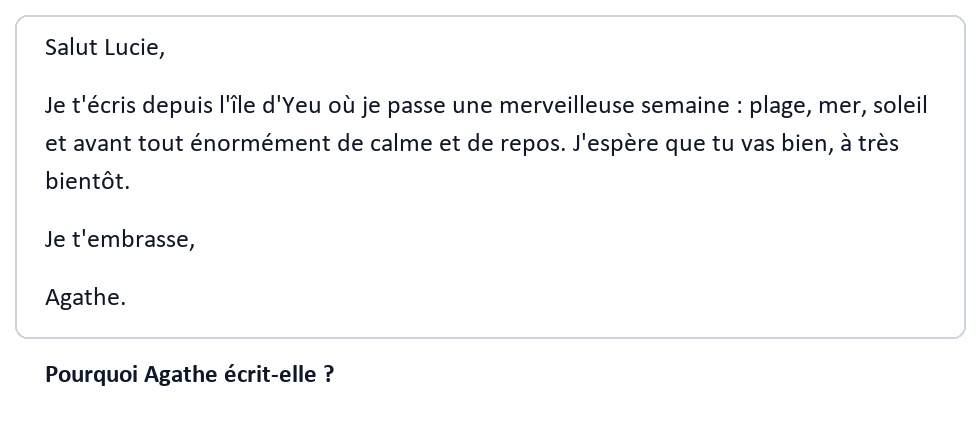 Salut Lucie,
Je t'écris depuis l'île d'Yeu où je passe une merveilleuse semaine : plage, mer, soleil
et avant tout énormément de calme et de repos. J'espère que tu vas bien, à très
bientôt.
Je t'embrasse,
Agathe.
Pourquoi Agathe écrit-elle ?